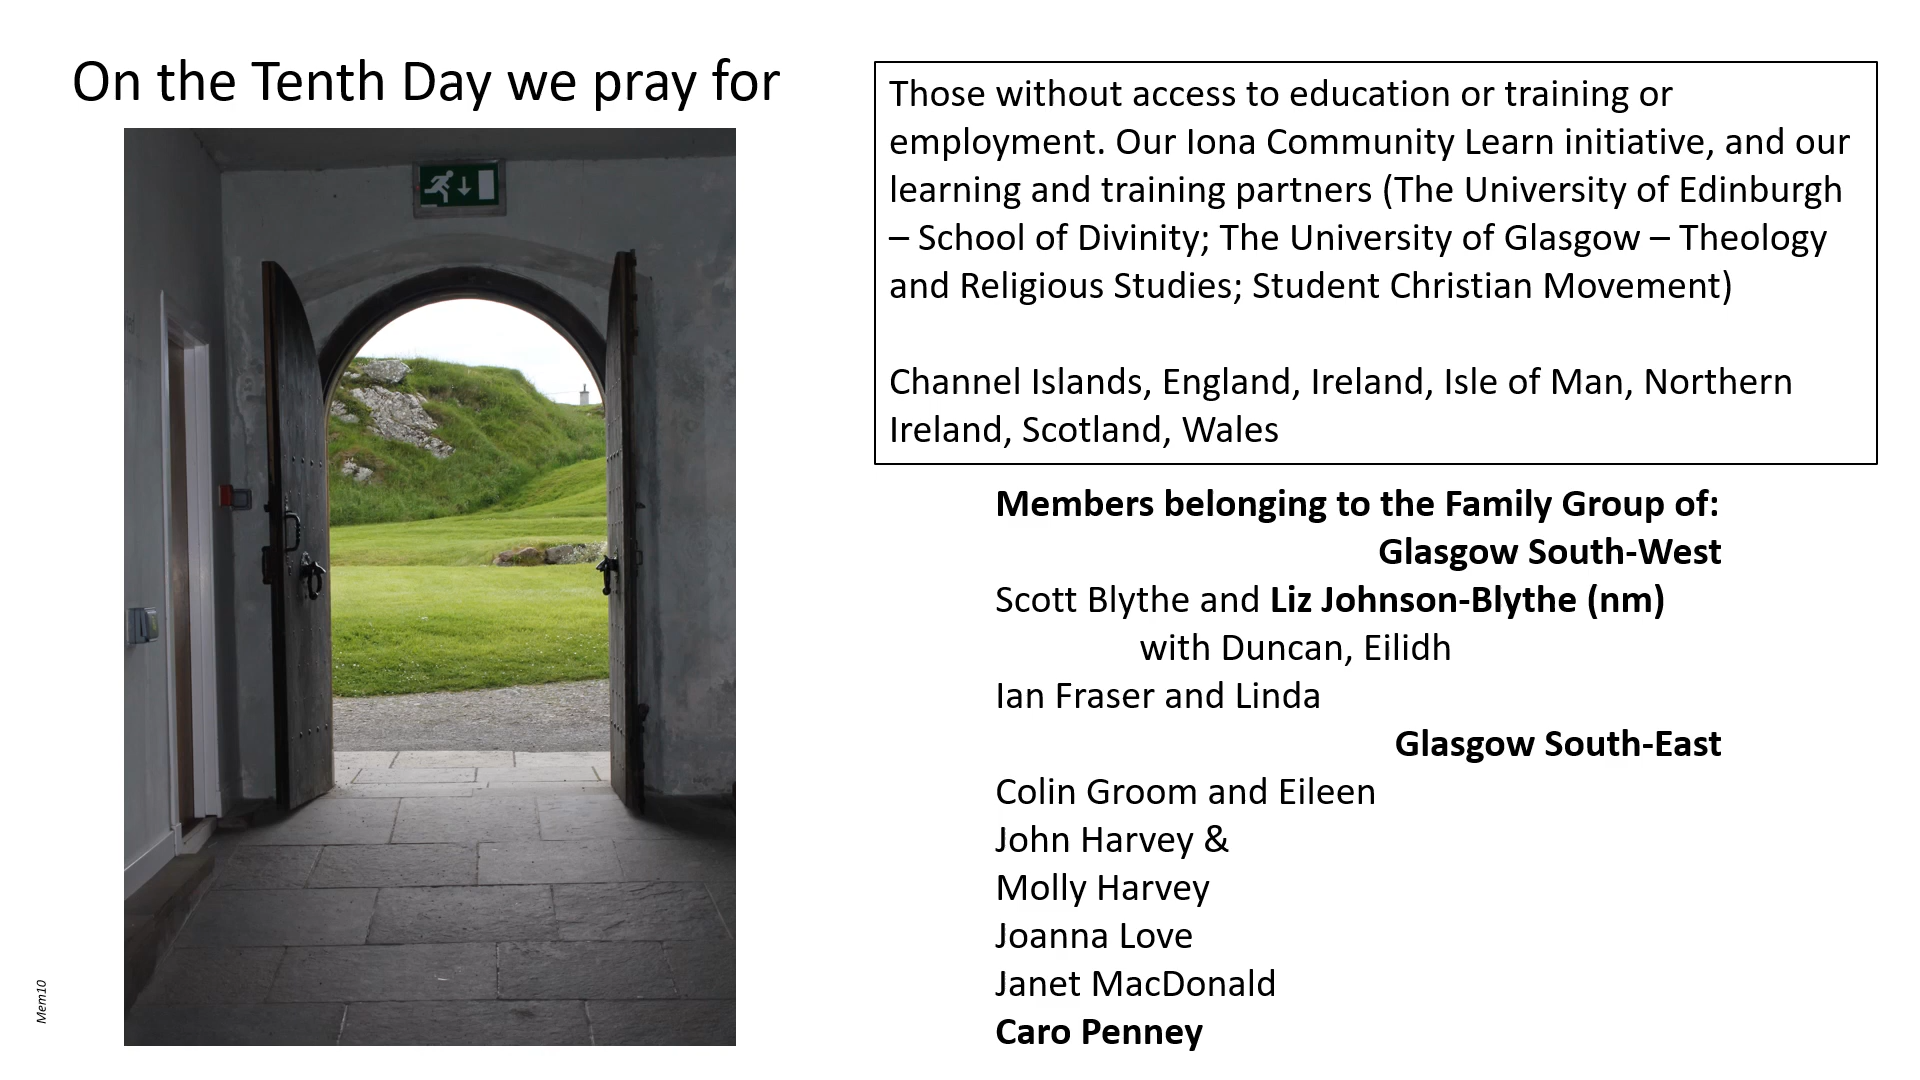 On the Tenth Day we pray for
Those without access to education or training or
employment. Our Iona Community Learn initiative, and our
learning and training partners (The University of Edinburgh
– School of Divinity; The University of Glasgow – Theology
and Religious Studies; Student Christian Movement)
Channel Islands, England, Ireland, Isle of Man, Northern
Ireland, Scotland, Wales
Members belonging to the Family Group of:
Glasgow South-West
Scott Blythe and Liz Johnson-Blythe (nm)
with Duncan, Eilidh
Ian Fraser and Linda
Glasgow South-East
Colin Groom and Eileen
John Harvey &
Molly Harvey
Joanna Love
Janet MacDonald
Caro Penney
Mem10